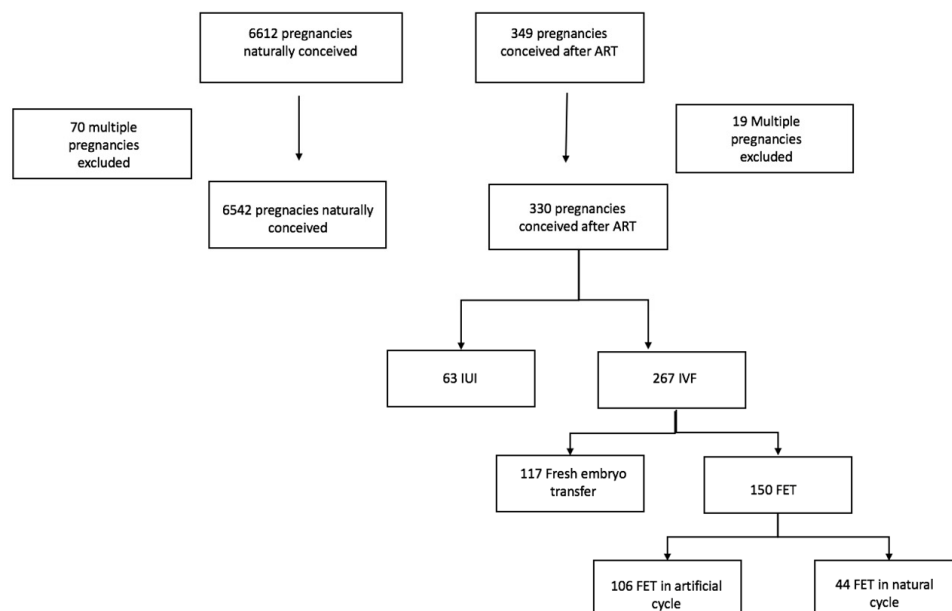 6612 pregnancies
naturally conceived
349 pregnancies
conceived after ART
70 multiple
pregnancies
excluded
19 Multiple
pregnancies
excluded
6542 pregnacies naturally
conceived
330 pregnancies
conceived after ART
63 IUI
267 IVF
117 Fresh embryo
transfer
150 FET
106 FET in artificial
cycle
44 FET in natural
cycle